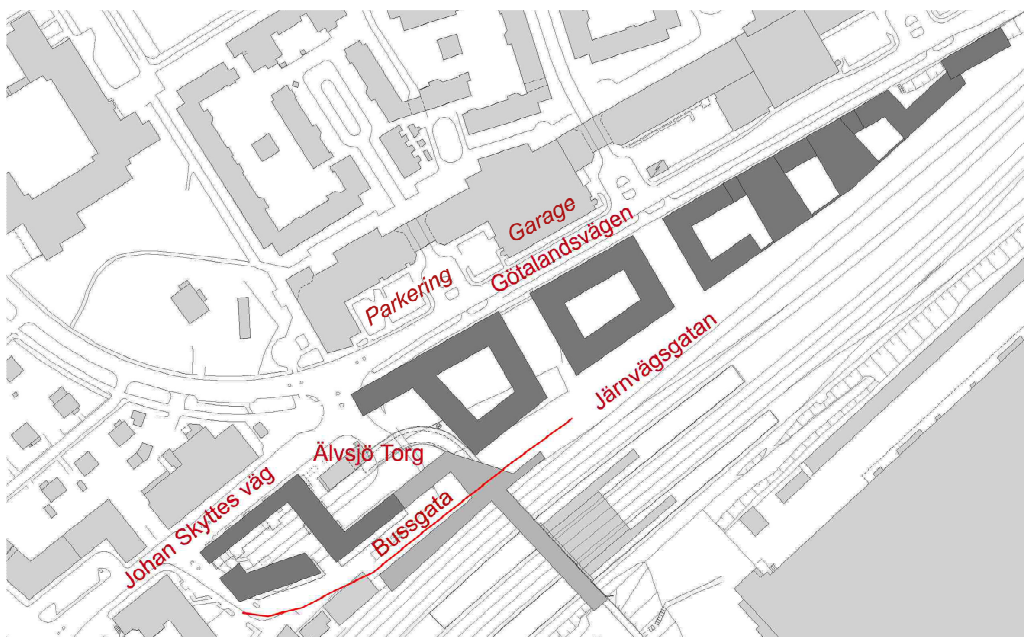 Garage
Götalandsvägen
Parkering
Järnvägsgatan
Älvsjö Torg
Johan Skyttes väg
Bussgata